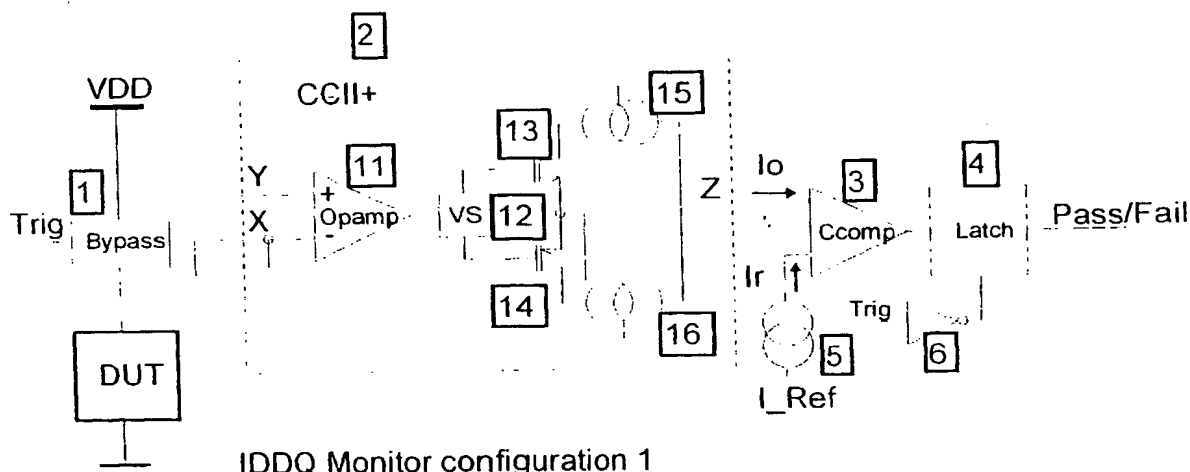 2
VDD
CCII+
15
13
1
11
Y
Z
Io
3
4
Trig
Bypass
X
+
-
Opamp
VS
12
Ccomp
Latch
Pass/Fail
14
Ir
Trig
16
5
6
DUT
I_Ref
IDDQ Monitor configuration 1